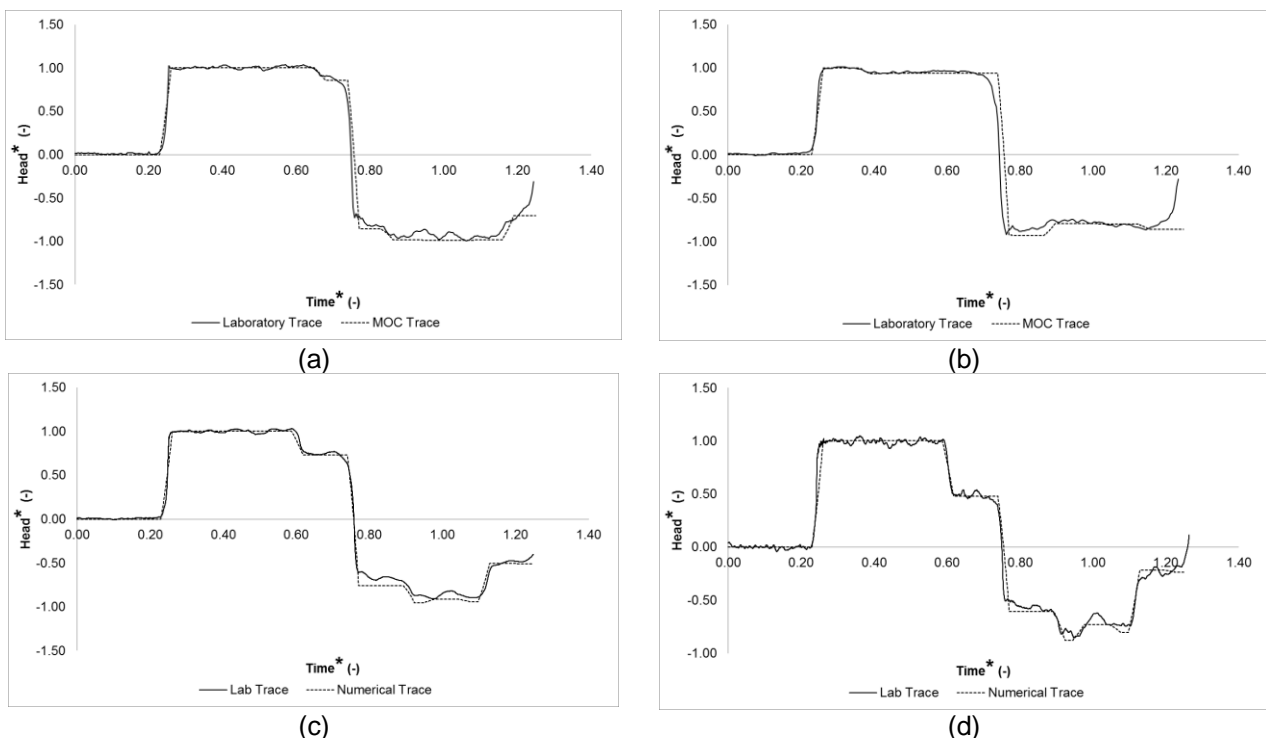 1.50
1.00
0.50
0.00
-0.50
-1.00
-1.50
0.00 0.20 0.40 0.60 0.80 1.00 1.20 1.40
Head* (-)
Time* (-)
Laboratory Trace MOC Trace
(a)
1.50
1.00
0.50
0.00
-0.50
-1.00
-1.50
0.00 0.20 0.40 0.60 0.80 1.00 1.20 1.40
Head* (-)
Time* (-)
Laboratory Trace MOC Trace
(b)
1.50
1.00
0.50
0.00
-0.50
-1.00
-1.50
0.00 0.20 0.40 0.60 0.80 1.00 1.20 1.40
Head* (-)
Time* (-)
Lab Trace Numerical Trace
(c)
1.50
1.00
0.50
0.00
-0.50
-1.00
0.00 0.20 0.40 0.60 0.80 1.00 1.20 1.40
Head* (-)
Time* (-)
Lab Trace Numerical Trace
(d)